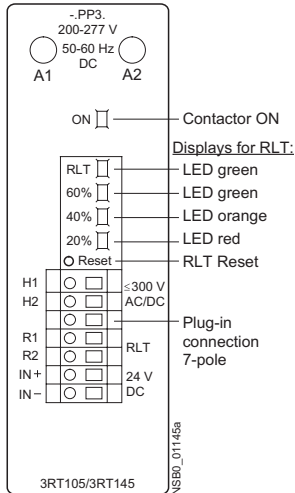 -.PP3.
200-277 V
50-60 Hz
DC
A1
A2
ON
Contactor ON
Displays for RLT:
RLT
LED green
60%
LED green
40%
LED orange
20%
LED red
Reset
RLT Reset
H1
≤300 V
H2
AC/DC
Plug-in
connection
7-pole
R1
RLT
R2
IN+
24 V
IN−
DC
3RT105/3RT145
NSB0_01145a